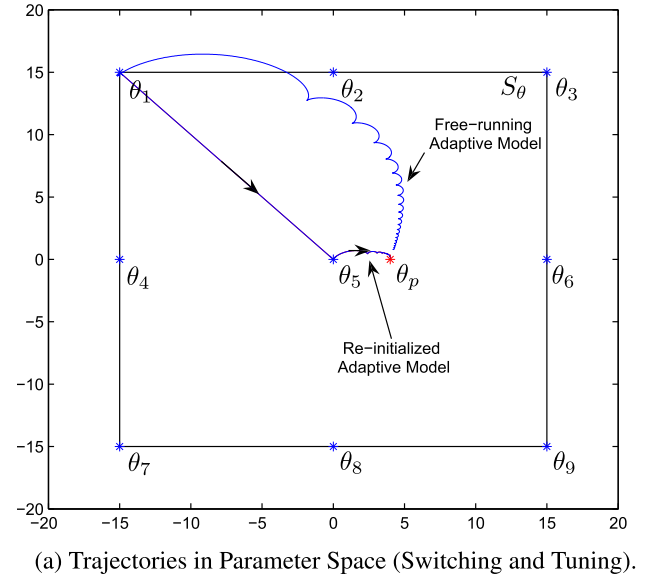 20
15
10
5
0
−5
−10
−15
−20
−20 −15 −10 −5 0 5 10 15 20
θ1 θ2 Sθ θ3
Free−running
Adaptive Model
θ4 θ5 θp θ6
Re−initialized
Adaptive Model
θ7 θ8 θ9
(a) Trajectories in Parameter Space (Switching and Tuning).